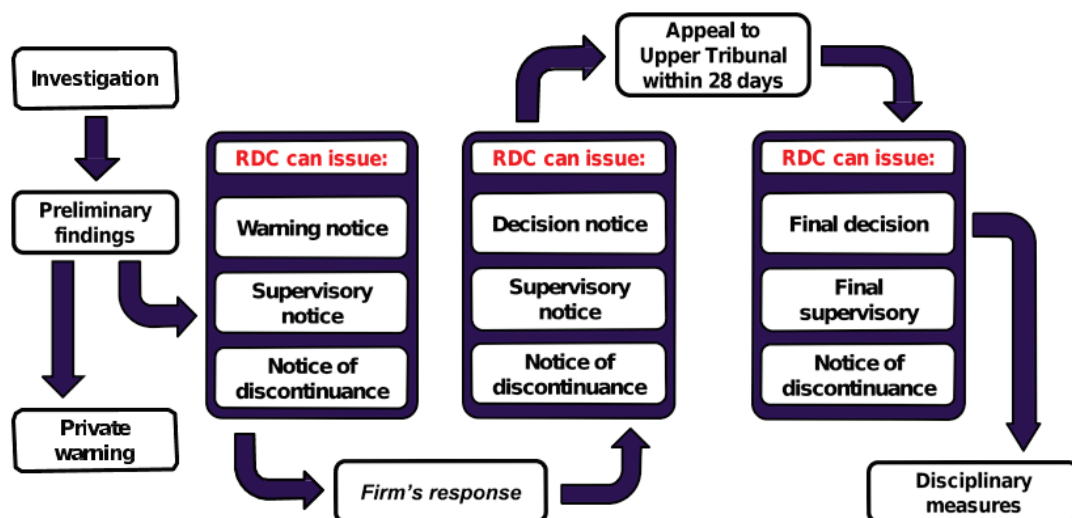 Investigation
Preliminary
findings
Private
warning
RDC can issue:
Warning notice
Supervisory
notice
Notice of
discontinuance
Firm’s response
RDC can issue:
Decision notice
Supervisory
notice
Notice of
discontinuance
Appeal to
Upper Tribunal
within 28 days
RDC can issue:
Final decision
Final
supervisory
Notice of
discontinuance
Disciplinary
measures